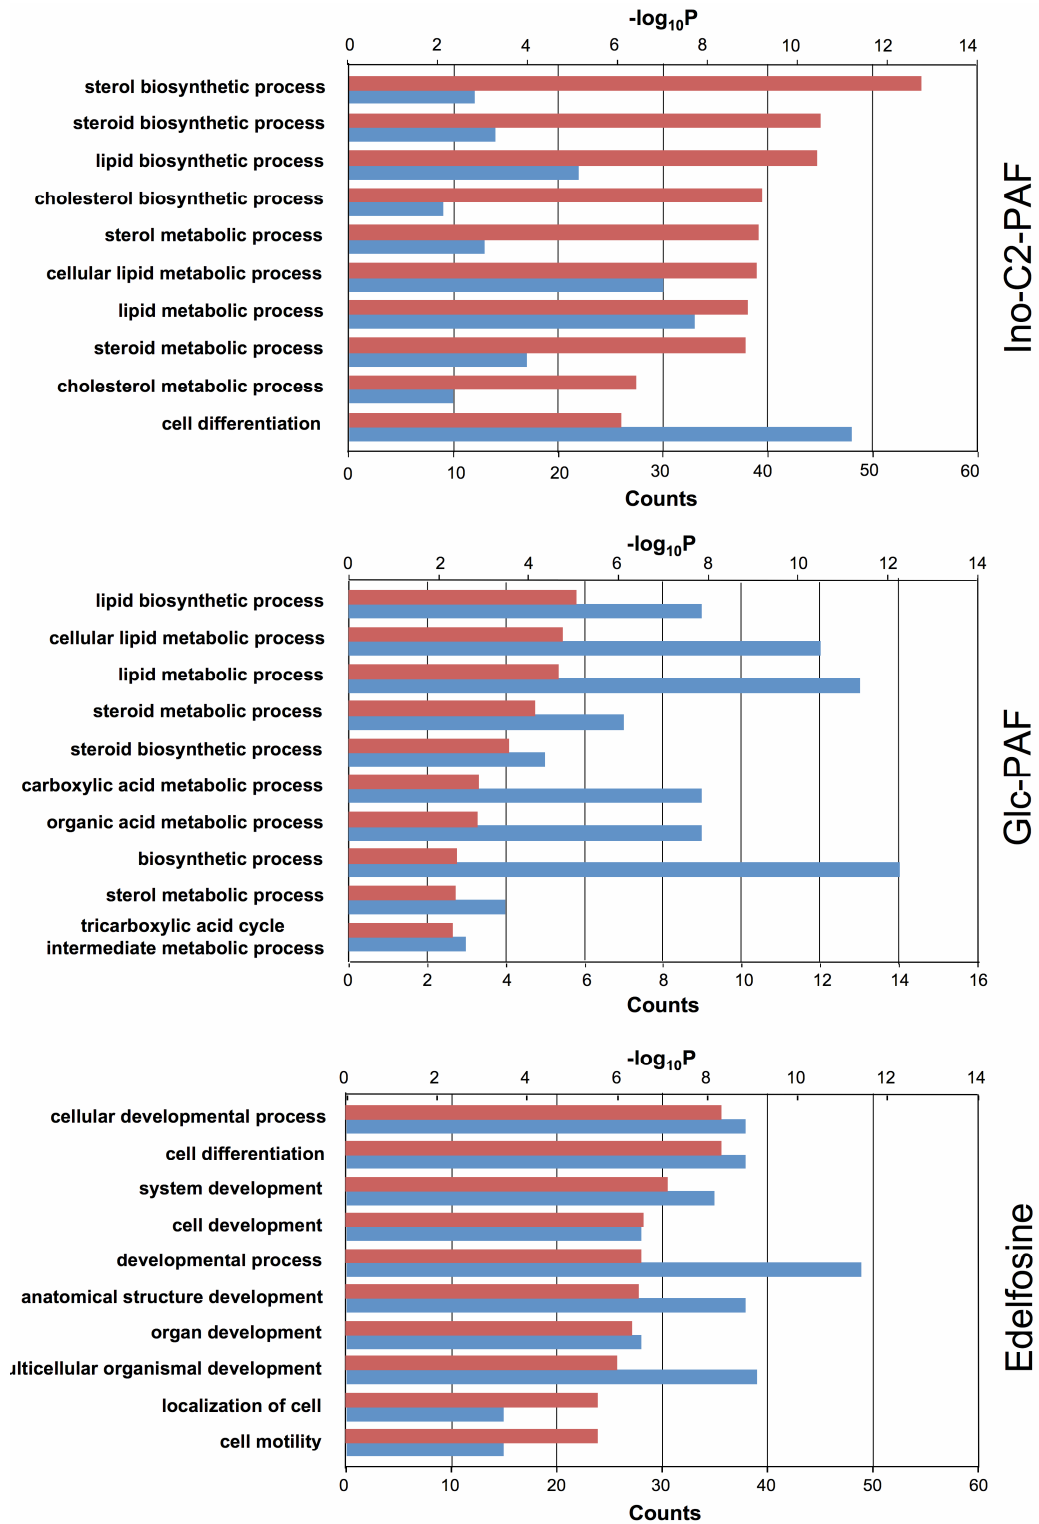 -log10P
0 2 4 6 8 10 12 14
sterol biosynthetic process
steroid biosynthetic process
lipid biosynthetic process
cholesterol biosynthetic process
sterol metabolic process
cellular lipid metabolic process
lipid metabolic process
steroid metabolic process
cholesterol metabolic process
cell differentiation
0 10 20 30 40 50 60
Counts
Ino-C2-PAF
-log10P
0 2 4 6 8 10 12 14
lipid biosynthetic process
cellular lipid metabolic process
lipid metabolic process
steroid metabolic process
steroid biosynthetic process
carboxylic acid metabolic process
organic acid metabolic process
biosynthetic process
sterol metabolic process
tricarboxylic acid cycle
intermediate metabolic process
0 2 4 6 8 10 12 14 16
Counts
Glc-PAF
-log10P
0 2 4 6 8 10 12 14
cellular developmental process
cell differentiation
system development
cell development
developmental process
anatomical structure development
organ development
ulticellular organismal development
localization of cell
cell motility
0 10 20 30 40 50 60
Counts
Edelfosine